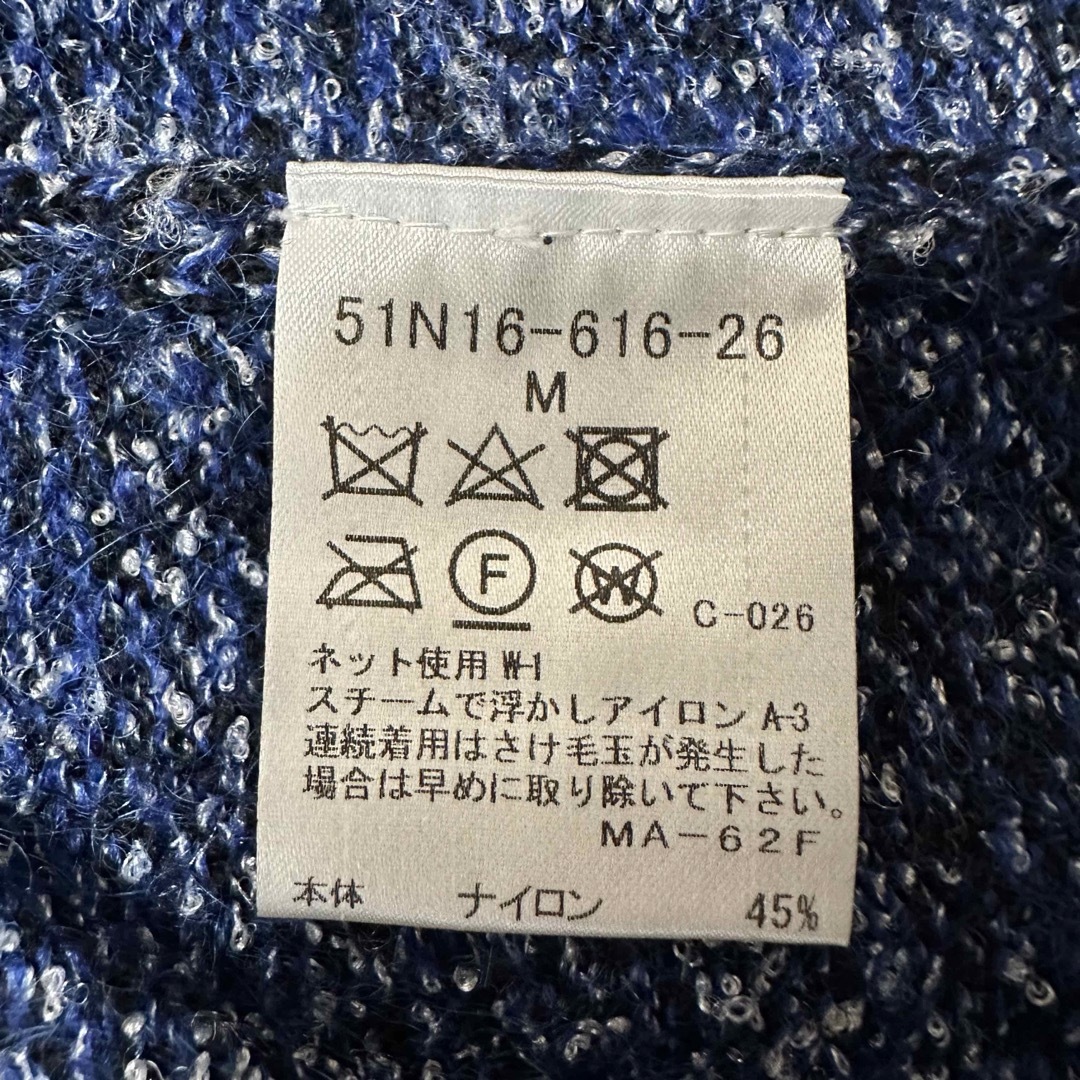 51N16-616-26
M
F
W
C-026
ネット使用 W-1
スチームで浮かしアイロン A-3
連続着用はさけ毛玉が発生した
場合は早めに取り除いて下さい。
MA-62F
本体 ナイロン 45%